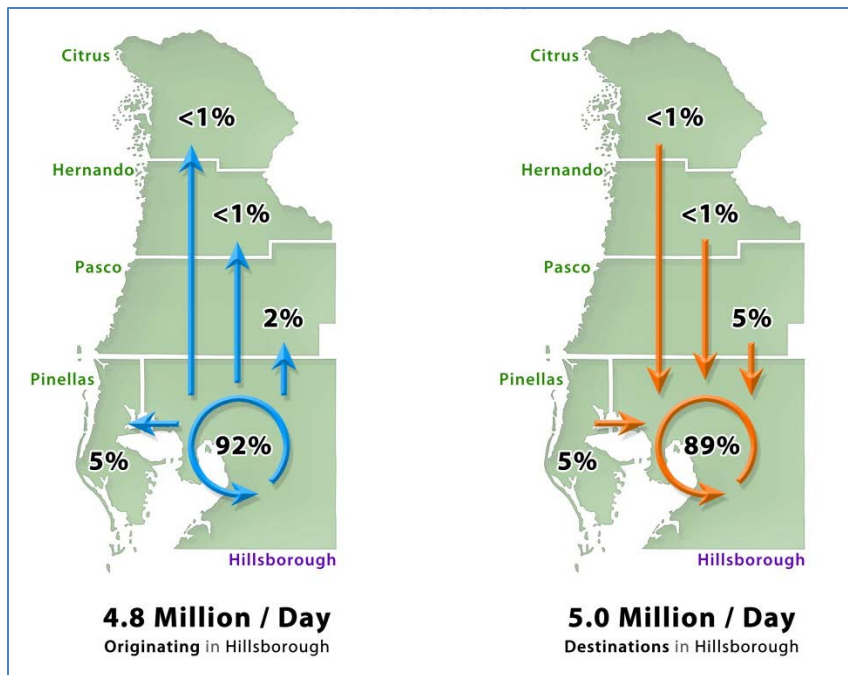 Citrus
<1%
Hernando
<1%
Pasco
2%
Pinellas
92%
5%
Hillsborough
4.8 Million / Day
Originating in Hillsborough
Citrus
<1%
Hernando
<1%
Pasco
5%
Pinellas
89%
5%
Hillsborough
5.0 Million / Day
Destinations in Hillsborough